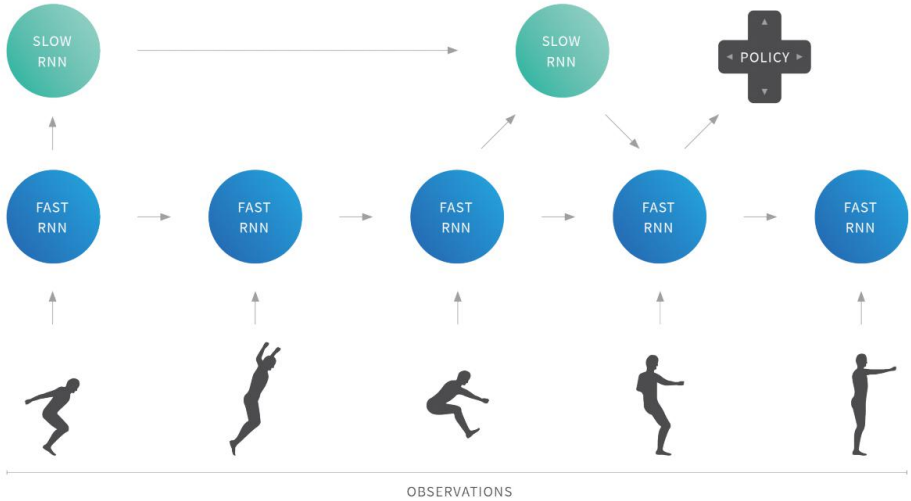 SLOW
RNN
SLOW
RNN
POLICY
FAST
RNN
FAST
RNN
FAST
RNN
FAST
RNN
FAST
RNN
OBSERVATIONS